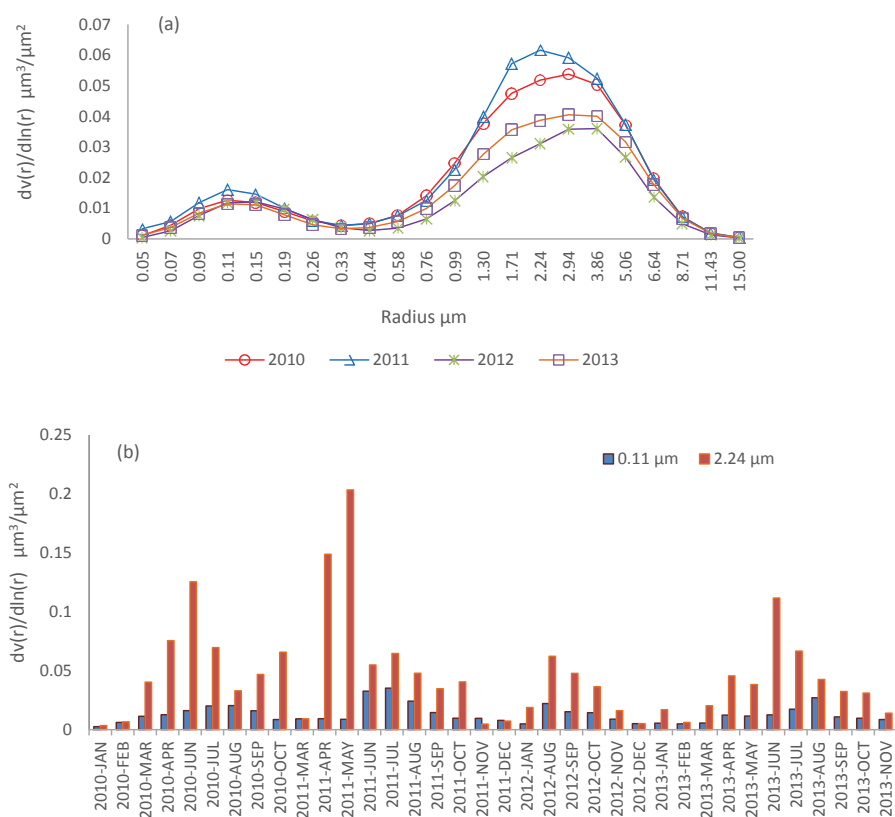 (a)
dv(r)/dln(r) μm³/μm²
0.07
0.06
0.05
0.04
0.03
0.02
0.01
0
0.05
0.07
0.09
0.11
0.15
0.19
0.26
0.33
0.44
0.58
0.76
0.99
1.30
1.71
2.24
2.94
3.86
5.06
6.64
8.71
11.43
15.00
Radius μm
2010 2011 2012 2013
(b)
dv(r)/dln(r) μm³/μm²
0.25
0.2
0.15
0.1
0.05
0
0.11 μm 2.24 μm
2010-JAN
2010-FEB
2010-MAR
2010-APR
2010-JUN
2010-JUL
2010-AUG
2010-SEP
2010-OCT
2011-MAR
2011-APR
2011-MAY
2011-JUN
2011-JUL
2011-AUG
2011-SEP
2011-OCT
2011-NOV
2011-DEC
2012-JAN
2012-AUG
2012-SEP
2012-OCT
2012-NOV
2012-DEC
2013-JAN
2013-FEB
2013-MAR
2013-APR
2013-MAY
2013-JUN
2013-JUL
2013-AUG
2013-SEP
2013-OCT
2013-NOV